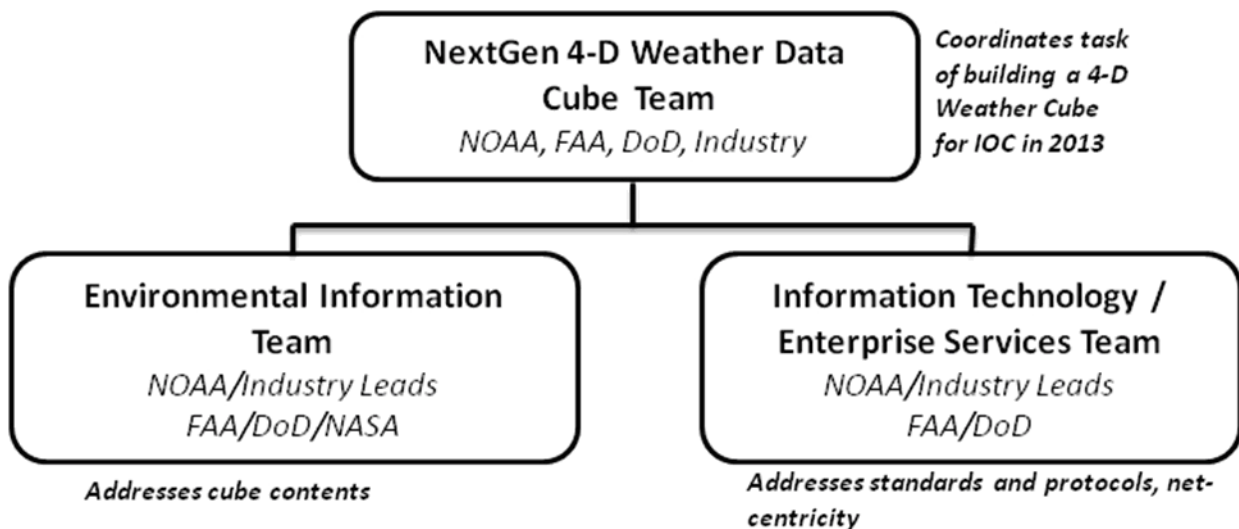 NextGen 4-D Weather Data
Cube Team
NOAA, FAA, DoD, Industry
Coordinates task
of building a 4-D
Weather Cube
for IOC in 2013
Environmental Information
Team
NOAA/Industry Leads
FAA/DoD/NASA
Addresses cube contents
Information Technology /
Enterprise Services Team
NOAA/Industry Leads
FAA/DoD
Addresses standards and protocols, net-
centricity